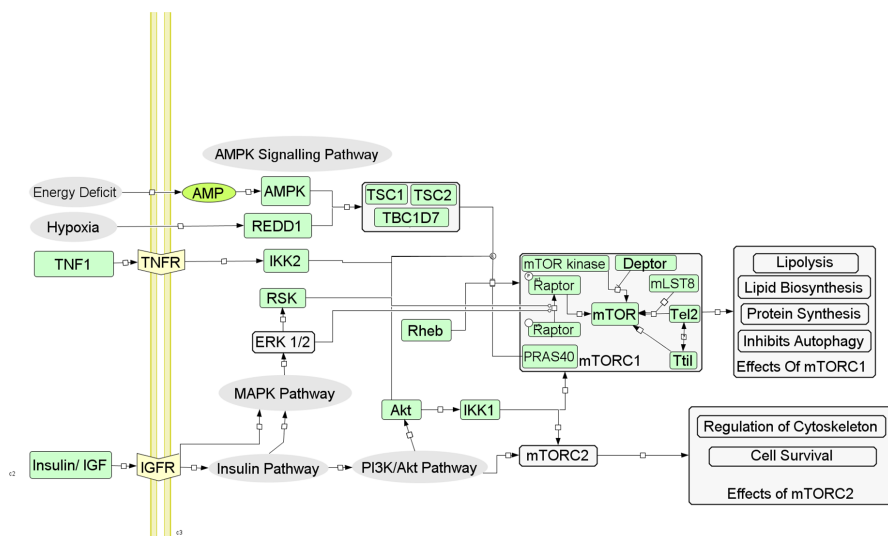 AMPK Signalling Pathway
Energy Deficit
AMP
AMPK
TSC1
TSC2
TBC1D7
Hypoxia
REDD1
TNF1
TNFR
IKK2
mTOR kinase
Deptor
Lipolysis
P
Raptor
mLST8
Lipid Biosynthesis
RSK
mTOR
Tel2
Protein Synthesis
Rheb
Raptor
ERK 1/2
Inhibits Autophagy
PRAS40
mTORC1
Ttil
Effects Of mTORC1
MAPK Pathway
Akt
IKK1
Regulation of Cytoskeleton
Insulin/ IGF
IGFR
Insulin Pathway
PI3K/Akt Pathway
mTORC2
Cell Survival
c2
Effects of mTORC2
c3